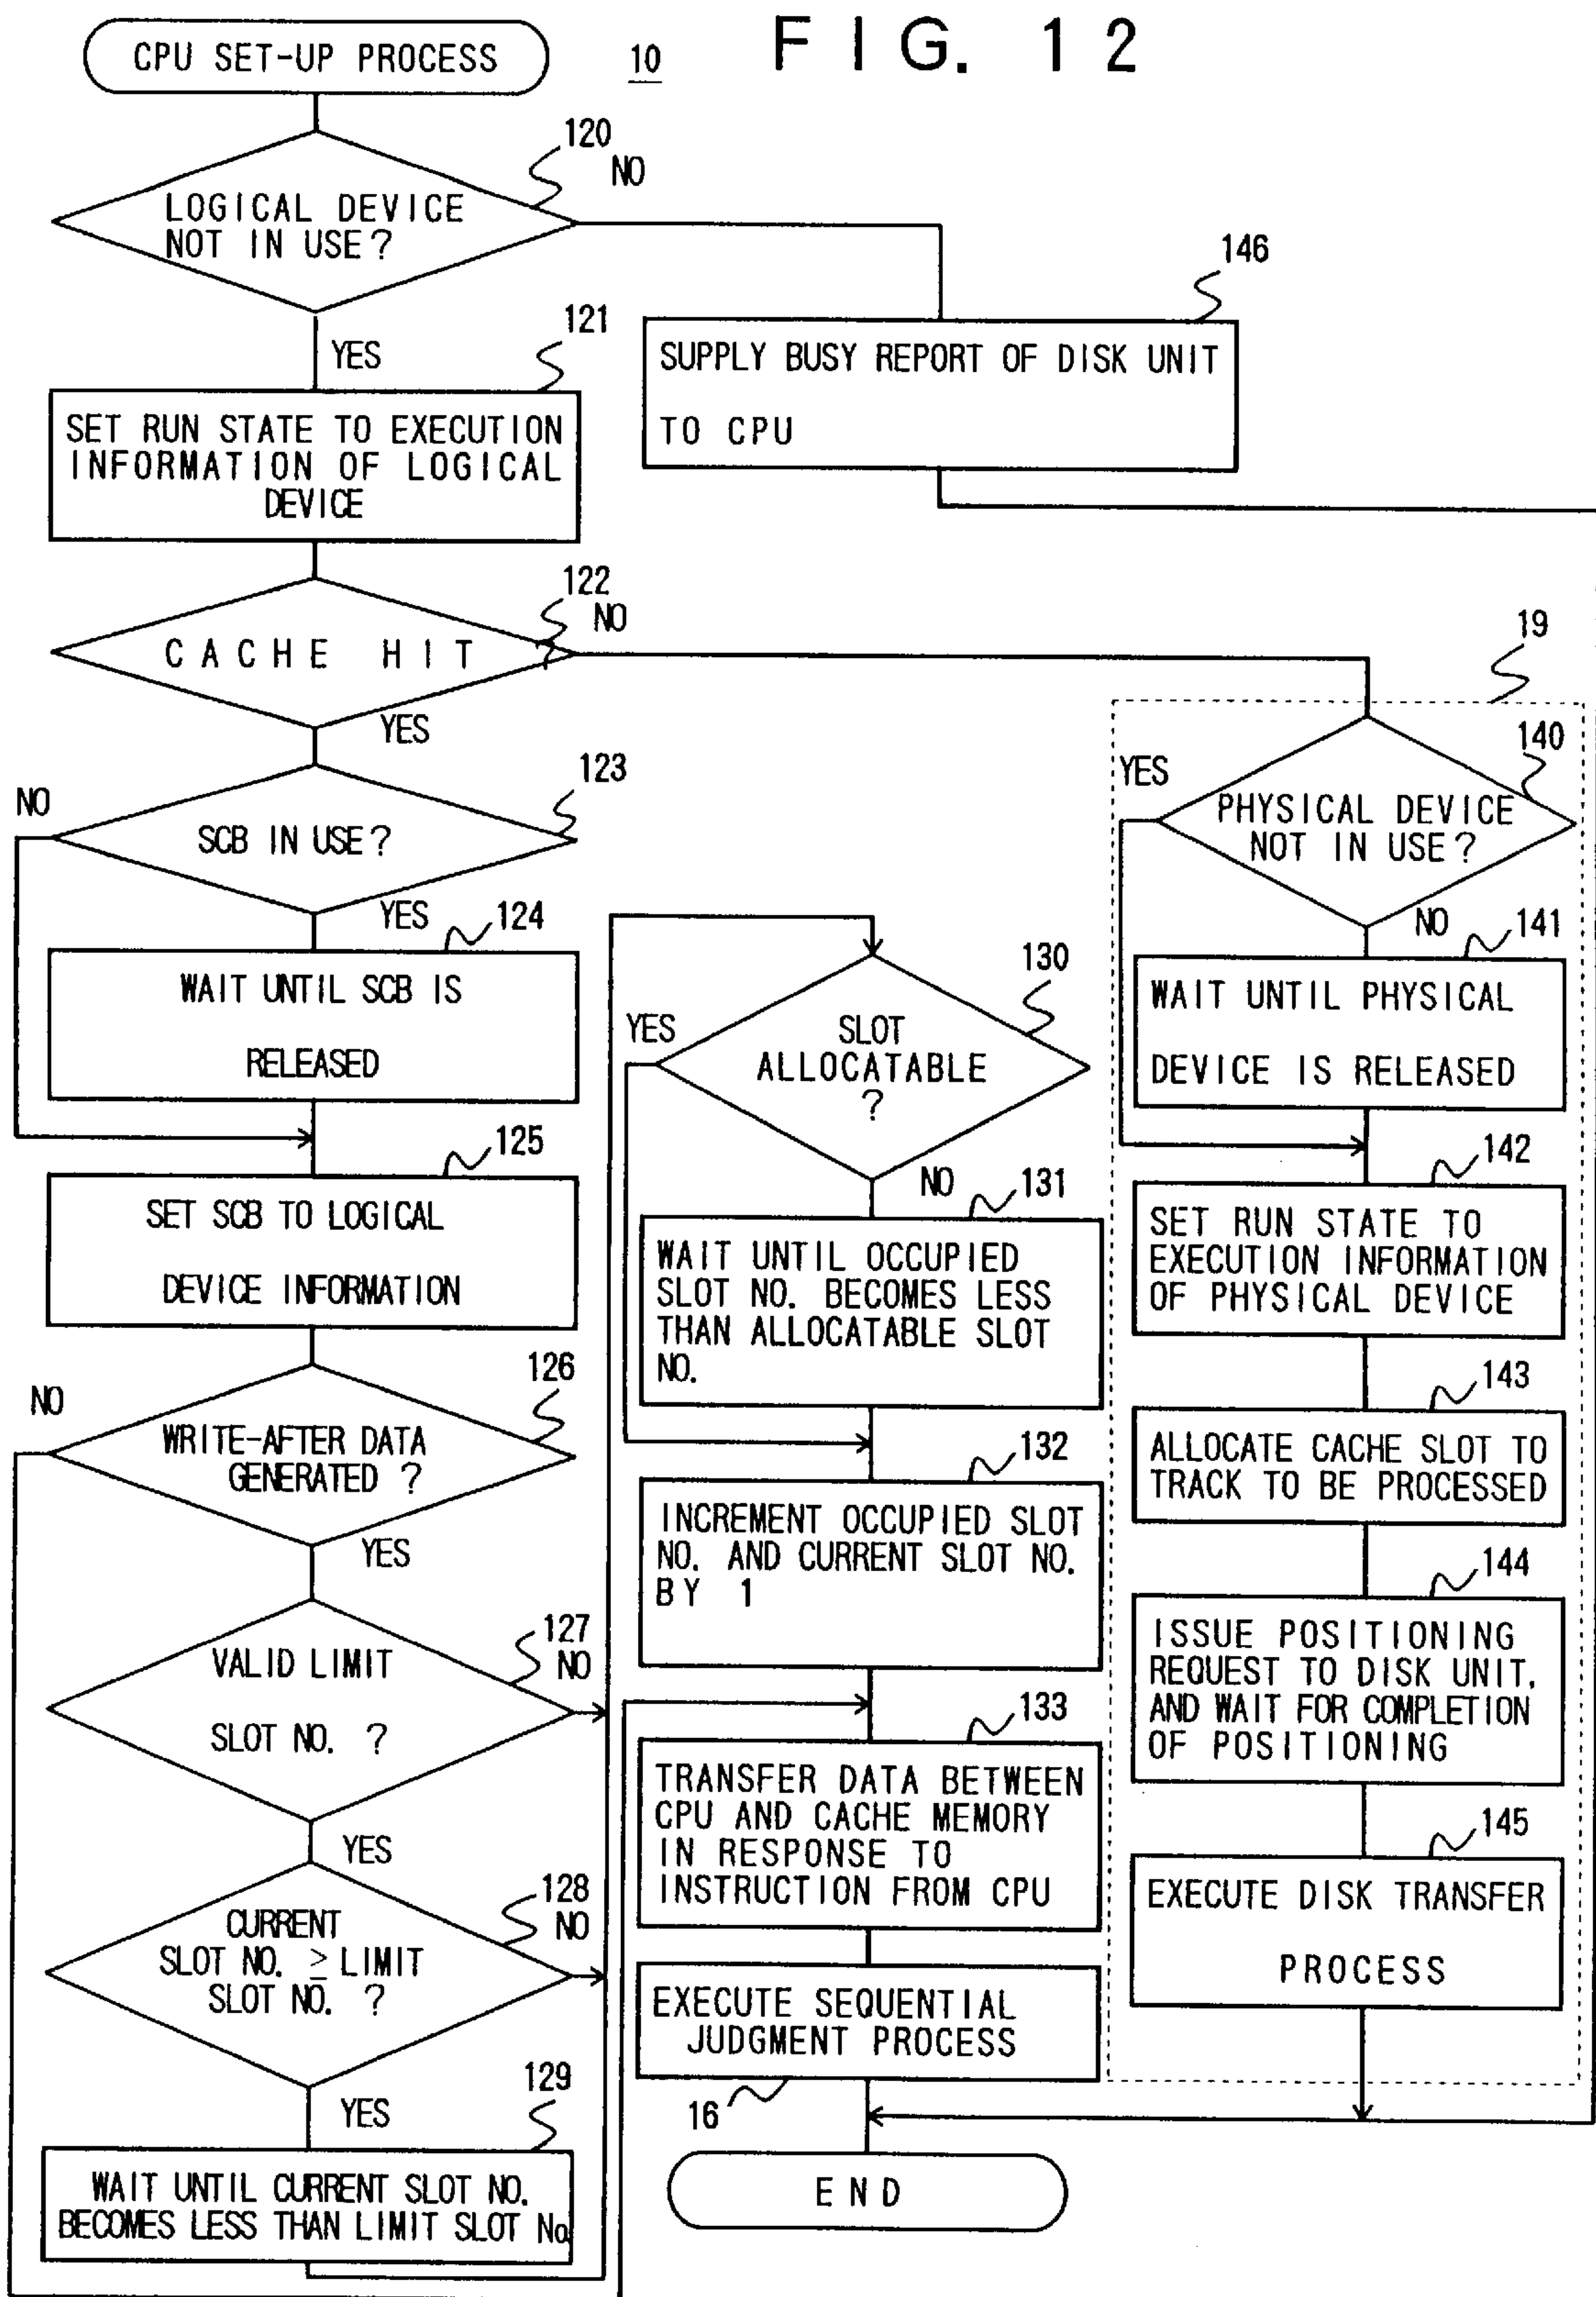 FIG. 12
10
CPU SET-UP PROCESS
120
NO
LOGICAL DEVICE
NOT IN USE?
YES
121
SET RUN STATE TO EXECUTION
INFORMATION OF LOGICAL
DEVICE
146
SUPPLY BUSY REPORT OF DISK UNIT
TO CPU
122
NO
CACHE HIT
YES
123
NO
SCB IN USE?
YES
124
WAIT UNTIL SCB IS
RELEASED
125
SET SCB TO LOGICAL
DEVICE INFORMATION
126
NO
WRITE-AFTER DATA
GENERATED ?
YES
127
NO
VALID LIMIT
SLOT NO. ?
YES
128
NO
CURRENT
SLOT NO. ≥ LIMIT
SLOT NO. ?
YES
129
WAIT UNTIL CURRENT SLOT NO.
BECOMES LESS THAN LIMIT SLOT No.
130
YES
SLOT
ALLOCATABLE
?
NO
131
WAIT UNTIL OCCUPIED
SLOT NO. BECOMES LESS
THAN ALLOCATABLE SLOT
NO.
132
INCREMENT OCCUPIED SLOT
NO. AND CURRENT SLOT NO.
BY 1
133
TRANSFER DATA BETWEEN
CPU AND CACHE MEMORY
IN RESPONSE TO
INSTRUCTION FROM CPU
EXECUTE SEQUENTIAL
JUDGMENT PROCESS
16
END
19
140
YES
PHYSICAL DEVICE
NOT IN USE?
NO
141
WAIT UNTIL PHYSICAL
DEVICE IS RELEASED
142
SET RUN STATE TO
EXECUTION INFORMATION
OF PHYSICAL DEVICE
143
ALLOCATE CACHE SLOT TO
TRACK TO BE PROCESSED
144
ISSUE POSITIONING
REQUEST TO DISK UNIT,
AND WAIT FOR COMPLETION
OF POSITIONING
145
EXECUTE DISK TRANSFER
PROCESS